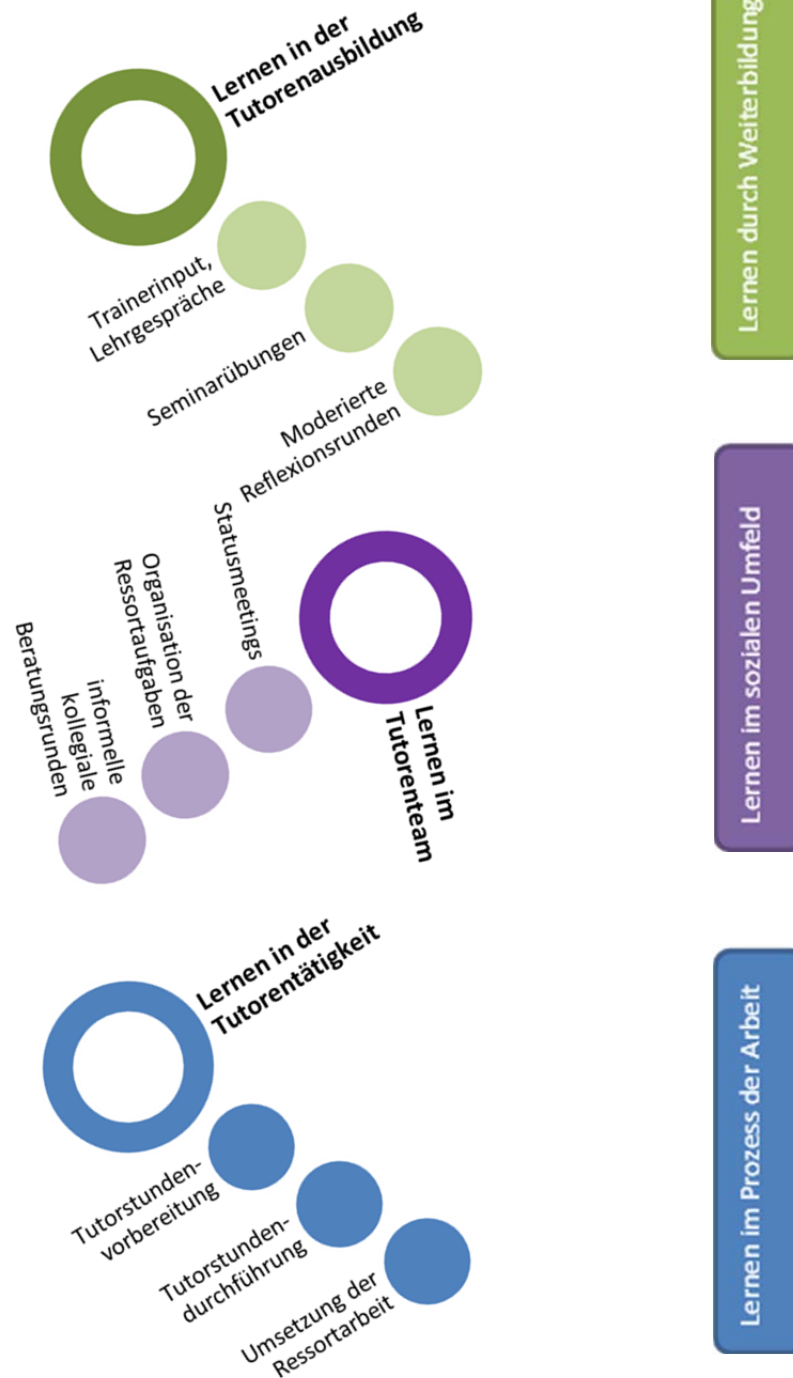 Lernen in der
Tutorenausbildung
Trainerinput,
Lehrgespräche
Seminarübungen
Moderierte
Reflexionsrunden
Lernen durch Weiterbildung
Statusmeetings
Organisation der
Ressortaufgaben
informelle
kollegiale
Beratungsrunden
Lernen im
Tutorenteam
Lernen im sozialen Umfeld
Lernen in der
Tutorentätigkeit
Tutorstunden-
vorbereitung
Tutorstunden-
durchführung
Umsetzung der
Ressortarbeit
Lernen im Prozess der Arbeit